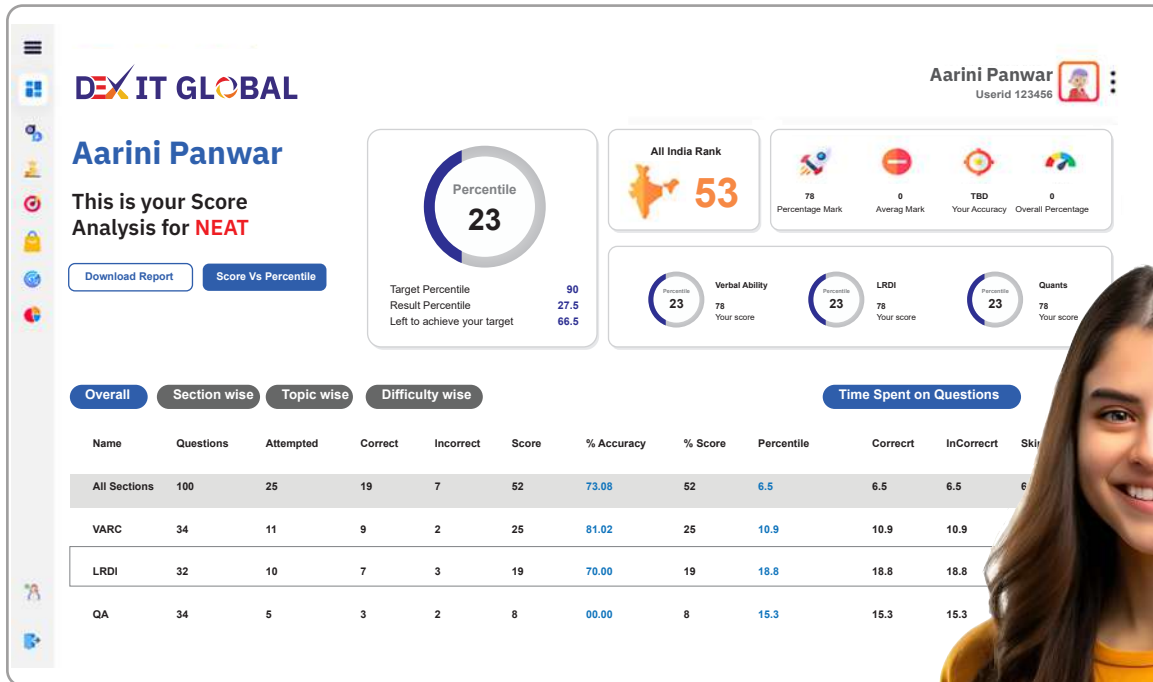 DEXIT GLOBAL
Aarini Panwar
Userid 123456
Aarini Panwar
This is your Score
Analysis for NEAT
Download Report
Score Vs Percentile
Percentile
23
Target Percentile 90
Result Percentile 27.5
Left to achieve your target 66.5
All India Rank
53
78
Percentage Mark
0
Averag Mark
TBD
Your Accuracy
0
Overall Percentage
Percentile
23
Verbal Ability
78
Your score
Percentile
23
LRDI
78
Your score
Percentile
23
Quants
78
Your score
Overall
Section wise
Topic wise
Difficulty wise
Time Spent on Questions
Name Questions Attempted Correct Incorrect Score % Accuracy % Score Percentile Correcrt InCorrecrt
All Sections 100 25 19 7 52 73.08 52 6.5 6.5 6.5
VARC 34 11 9 2 25 81.02 25 10.9 10.9 10.9
LRDI 32 10 7 3 19 70.00 19 18.8 18.8 18.8
QA 34 5 3 2 8 00.00 8 15.3 15.3 15.3